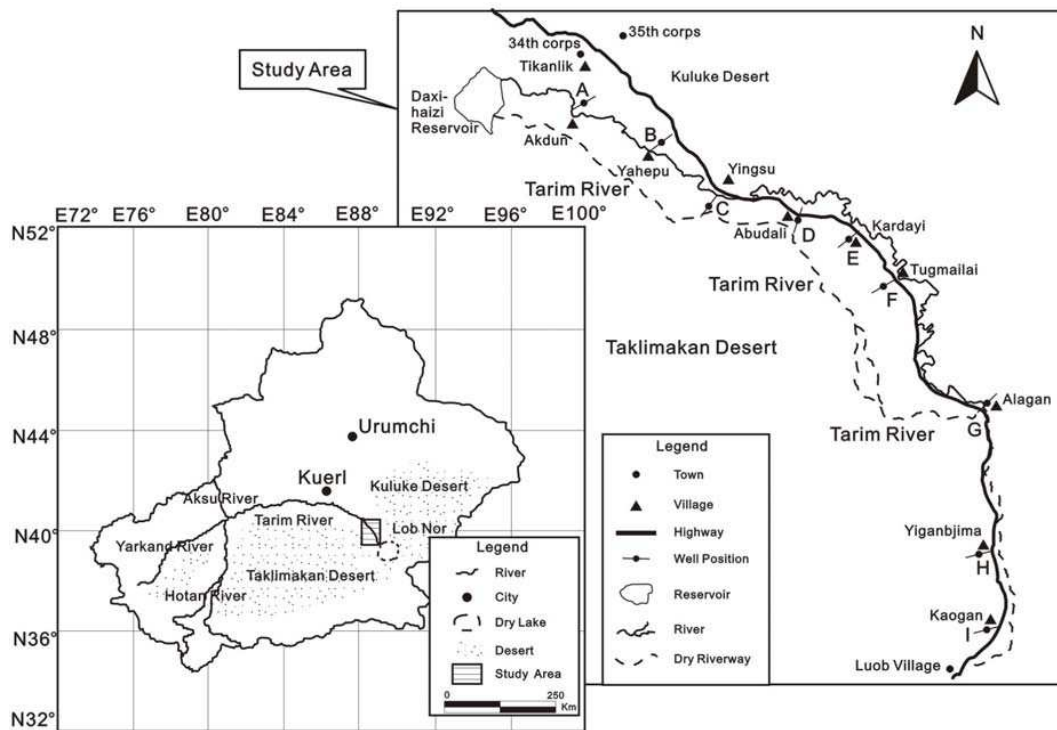 34th corps
35th corps
N
Study Area
Tikanlik
Kuluke Desert
Daxi-
haizi
Reservoir
A
Akdun
B
Yahepu
Yingsu
Tarim River
C
Abudali
D
Kardayi
E
Tugmailai
F
Tarim River
Taklimakan Desert
Alagan
G
Tarim River
Yiganbjima
H
Kaogan
I
Luob Village
Legend
Town
Village
Highway
Well Position
Reservoir
River
Dry Riverway
E72° E76° E80° E84° E88° E92° E96° E100°
N52°
N48°
N44°
N40°
N36°
N32°
Urumchi
Kuerl
Kuluke Desert
Aksu River
Tarim River
Lob Nor
Yarkand River
Taklimakan Desert
Hotan River
Legend
River
City
Dry Lake
Desert
Study Area
0 250
Km